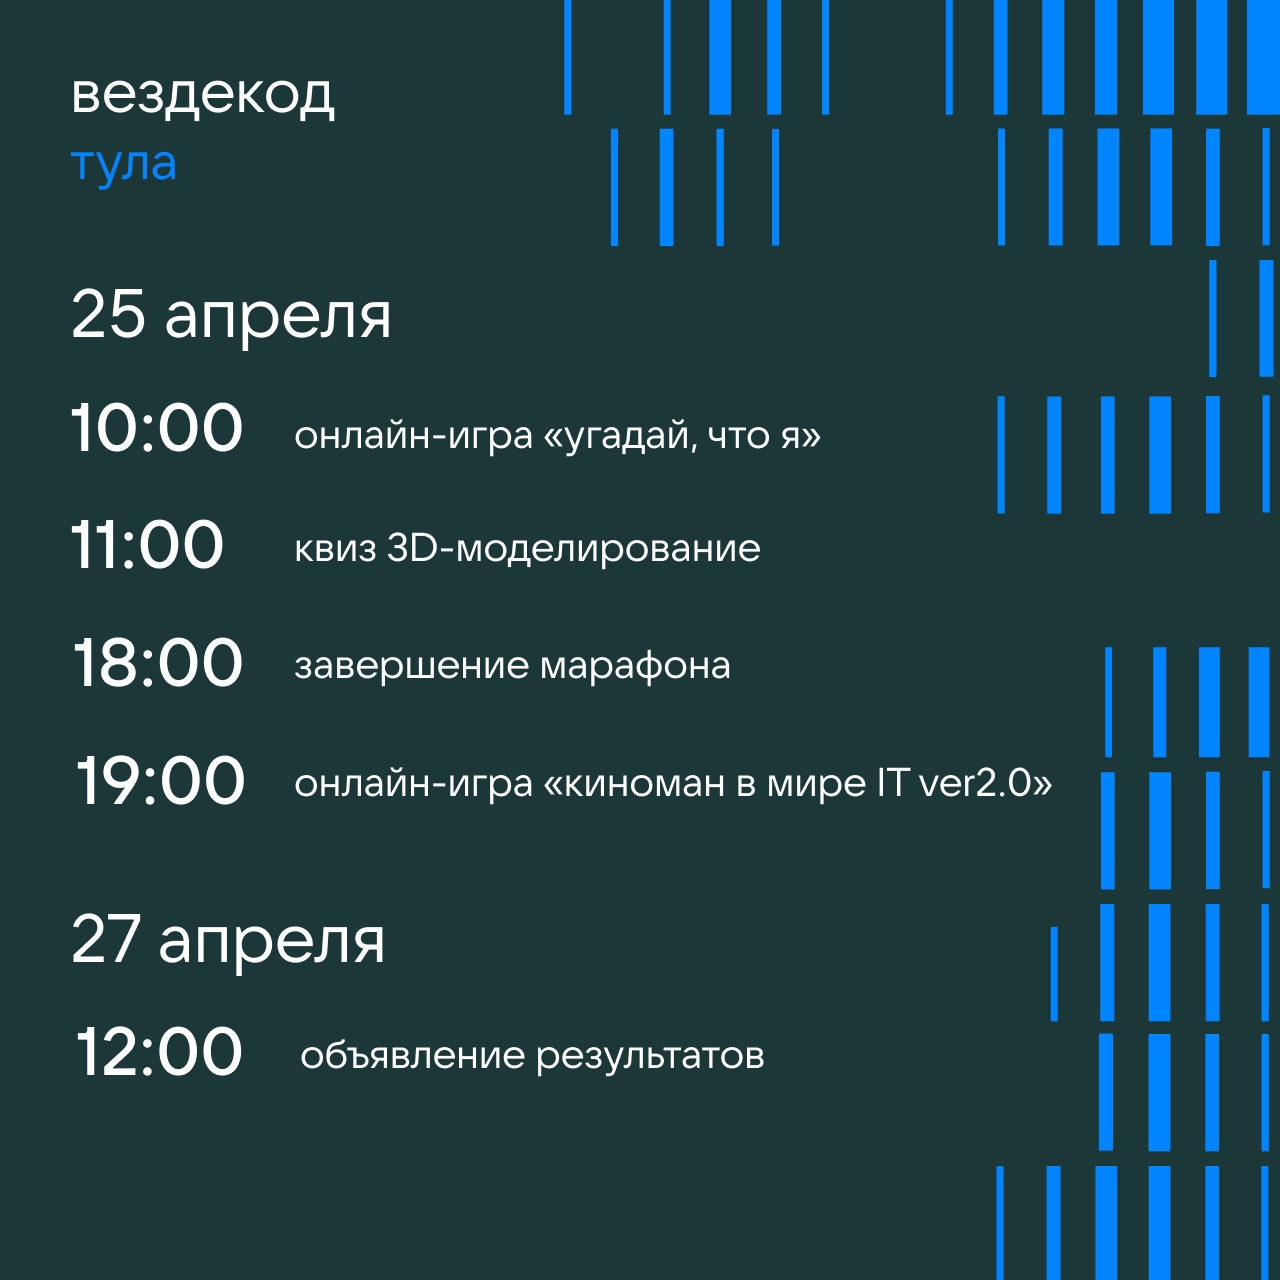 вездекод
тула
25 апреля
10:00 онлайн-игра «угадай, что я»
11:00 квиз 3D-моделирование
18:00 завершение марафона
19:00 онлайн-игра «киноман в мире IT ver2.0»
27 апреля
12:00 объявление результатов